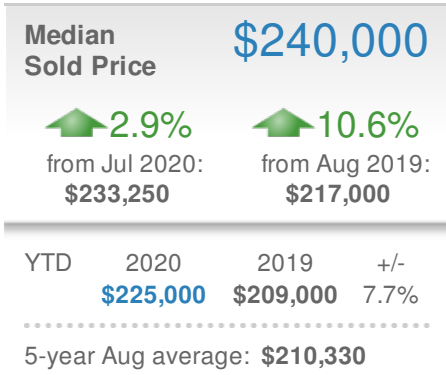 Median
Sold Price
$240,000
2.9% 10.6%
from Jul 2020: from Aug 2019:
$233,250 $217,000
YTD 2020 2019 +/-
$225,000 $209,000 7.7%
5-year Aug average: $210,330